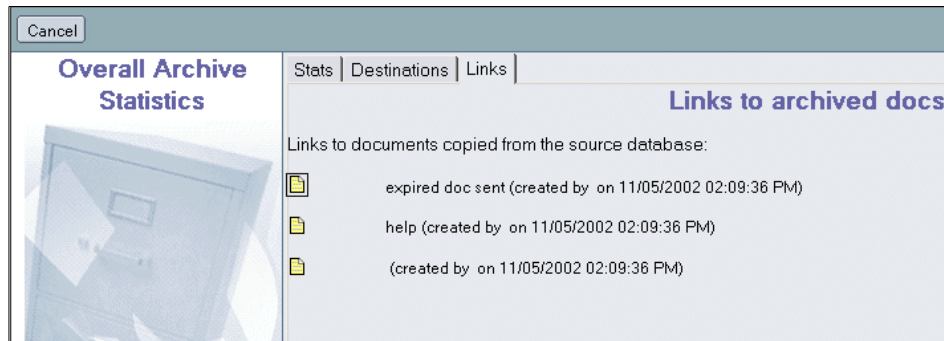 Cancel
Overall Archive
Statistics
Stats
Destinations
Links
Links to archived docs
Links to documents copied from the source database:
expired doc sent (created by on 11/05/2002 02:09:36 PM)
help (created by on 11/05/2002 02:09:36 PM)
(created by on 11/05/2002 02:09:36 PM)